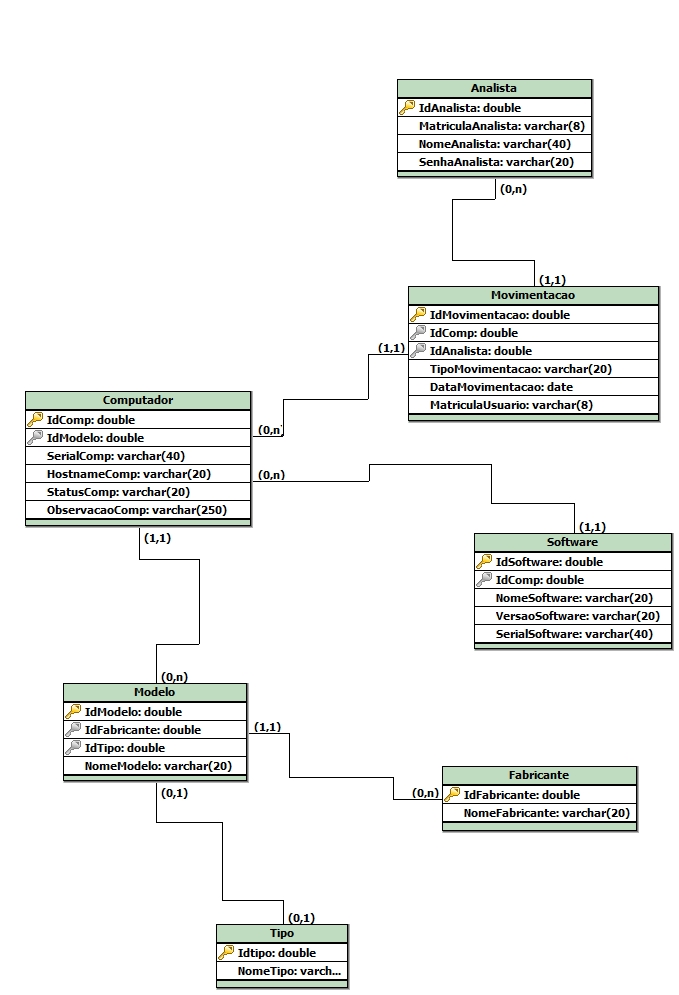 Analista
IdAnalista: double
MatriculaAnalista: varchar(8)
NomeAnalista: varchar(40)
SenhaAnalista: varchar(20)
(0,n)
(1,1)
Movimentacao
IdMovimentacao: double
IdComp: double
IdAnalista: double
TipoMovimentacao: varchar(20)
DataMovimentacao: date
MatriculaUsuario: varchar(8)
(1,1)
Computador
IdComp: double
IdModelo: double
SerialComp: varchar(40)
HostnameComp: varchar(20)
StatusComp: varchar(20)
ObservacaoComp: varchar(250)
(0,n)
(0,n)
(1,1)
(1,1)
Software
IdSoftware: double
IdComp: double
NomeSoftware: varchar(20)
VersaoSoftware: varchar(20)
SerialSoftware: varchar(40)
(0,n)
Modelo
IdModelo: double
IdFabricante: double
IdTipo: double
NomeModelo: varchar(20)
(1,1)
(0,n)
Fabricante
IdFabricante: double
NomeFabricante: varchar(20)
(0,1)
(0,1)
Tipo
Idtipo: double
NomeTipo: varch...